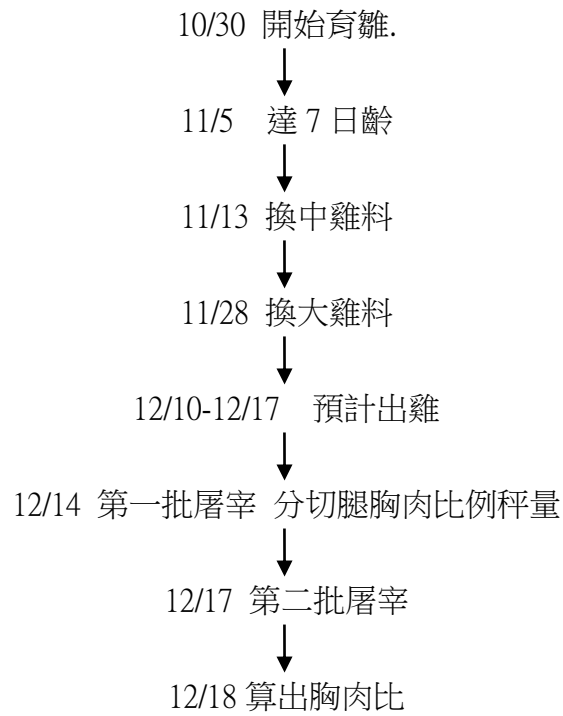 10/30 開始育雛.
11/5 達 7 日齡
11/13 換中雞料
11/28 換大雞料
12/10-12/17 預計出雞
12/14 第一批屠宰 分切腿胸肉比例秤量
12/17 第二批屠宰
12/18 算出胸肉比